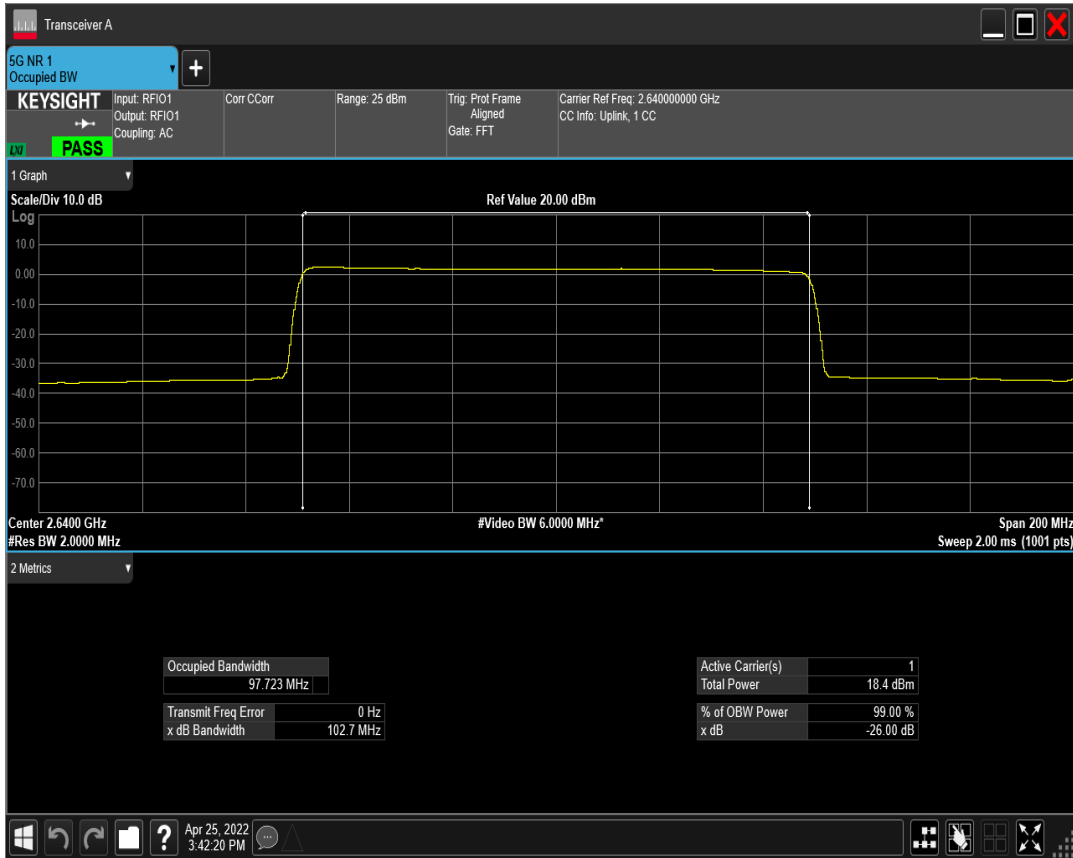 Transceiver A
5G NR 1
Occupied BW
+
KEYSIGHT
Input: RFIO1
Output: RFIO1
Coupling: AC
Corr CCorr
Range: 25 dBm
Trig: Prot Frame
Aligned
Gate: FFT
Carrier Ref Freq: 2.640000000 GHz
CC Info: Uplink, 1 CC
LXI
PASS
1 Graph
Scale/Div 10.0 dB
Ref Value 20.00 dBm
Log
10.0
0.00
-10.0
-20.0
-30.0
-40.0
-50.0
-60.0
-70.0
Center 2.6400 GHz
#Video BW 6.0000 MHz*
Span 200 MHz
#Res BW 2.0000 MHz
Sweep 2.00 ms (1001 pts)
2 Metrics
Occupied Bandwidth
97.723 MHz
Transmit Freq Error 0 Hz
x dB Bandwidth 102.7 MHz
Active Carrier(s) 1
Total Power 18.4 dBm
% of OBW Power 99.00 %
x dB -26.00 dB
?
Apr 25, 2022
3:42:20 PM